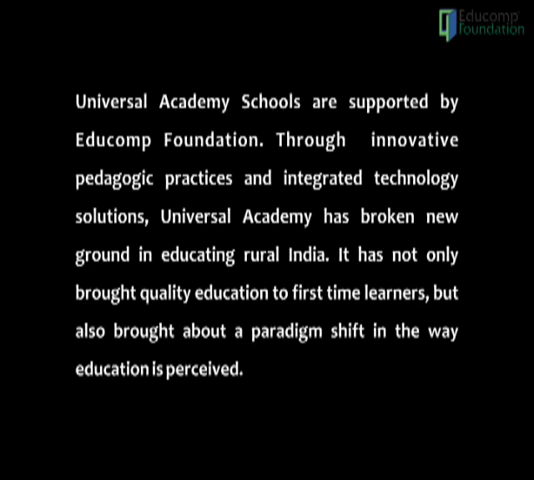 Educomp
Foundation
Universal Academy Schools are supported by
Educomp Foundation. Through innovative
pedagogic practices and integrated technology
solutions, Universal Academy has broken new
ground in educating rural India. It has not only
brought quality education to first time learners, but
also brought about a paradigm shift in the way
education is perceived.